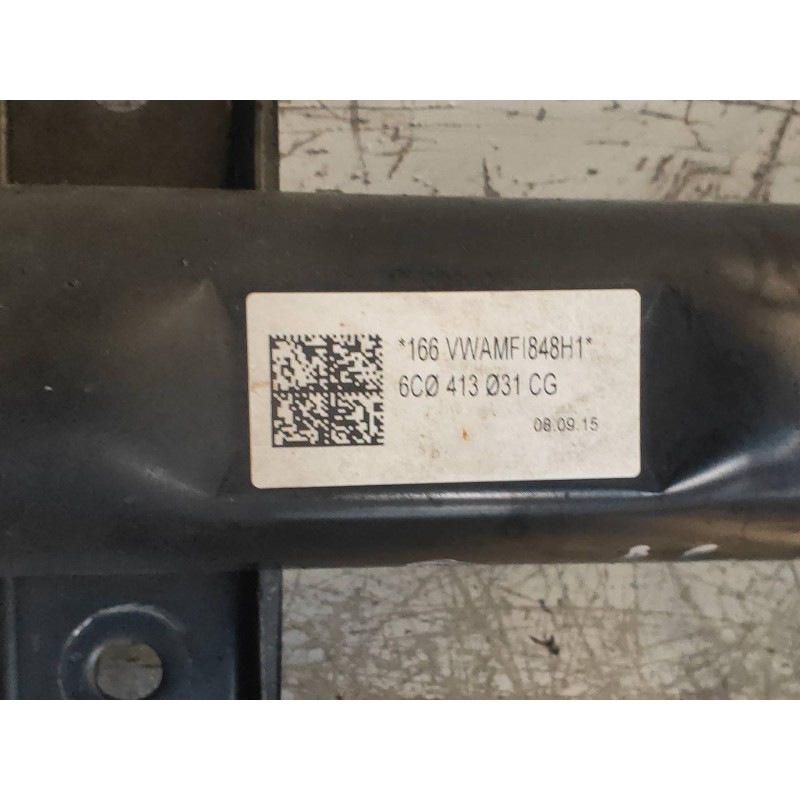 *166 VWAMFI848H1*
6CØ 413 Ø31 CG
08.09.15